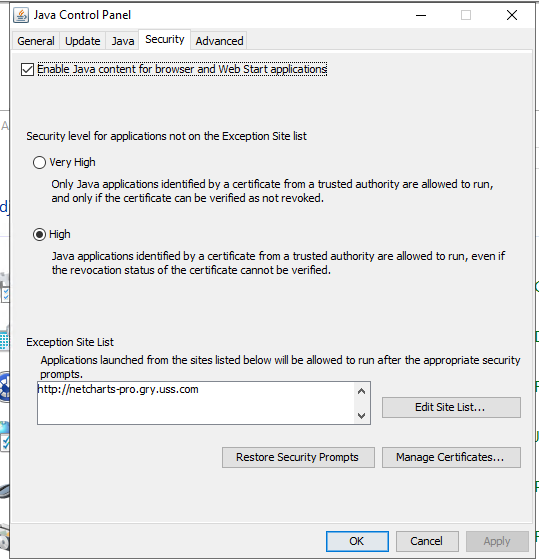 Java Control Panel
General Update Java Security Advanced
Enable Java content for browser and Web Start applications
Security level for applications not on the Exception Site list
Very High
Only Java applications identified by a certificate from a trusted authority are allowed to run,
and only if the certificate can be verified as not revoked.
High
Java applications identified by a certificate from a trusted authority are allowed to run, even if
the revocation status of the certificate cannot be verified.
Exception Site List
Applications launched from the sites listed below will be allowed to run after the appropriate security
prompts.
http://netcharts-pro.gry.uss.com
Edit Site List...
Restore Security Prompts Manage Certificates...
OK Cancel Apply